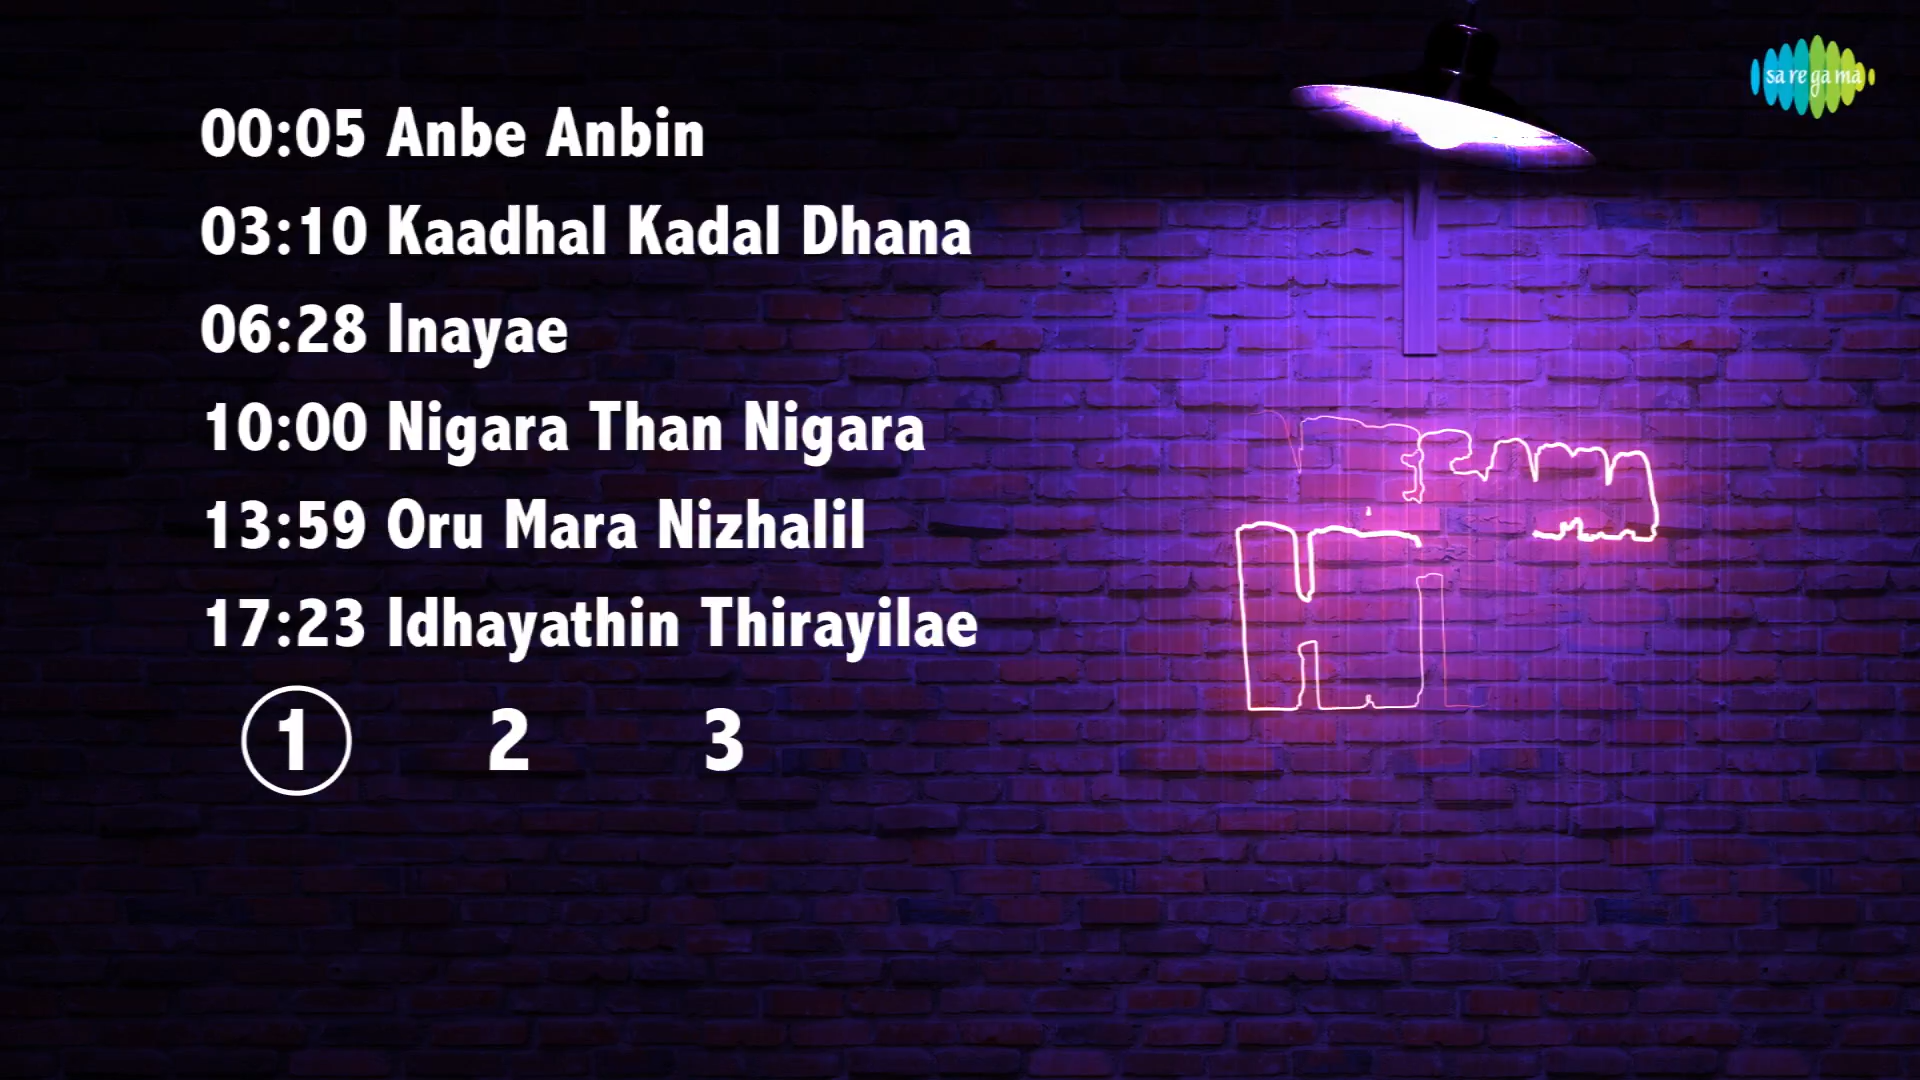 saregama
00:05 Anbe Anbin
03:10 Kaadhal Kadal Dhana
06:28 Inayae
10:00 Nigara Than Nigara
13:59 Oru Mara Nizhalil
17:23 Idhayathin Thirayilae
1 2 3